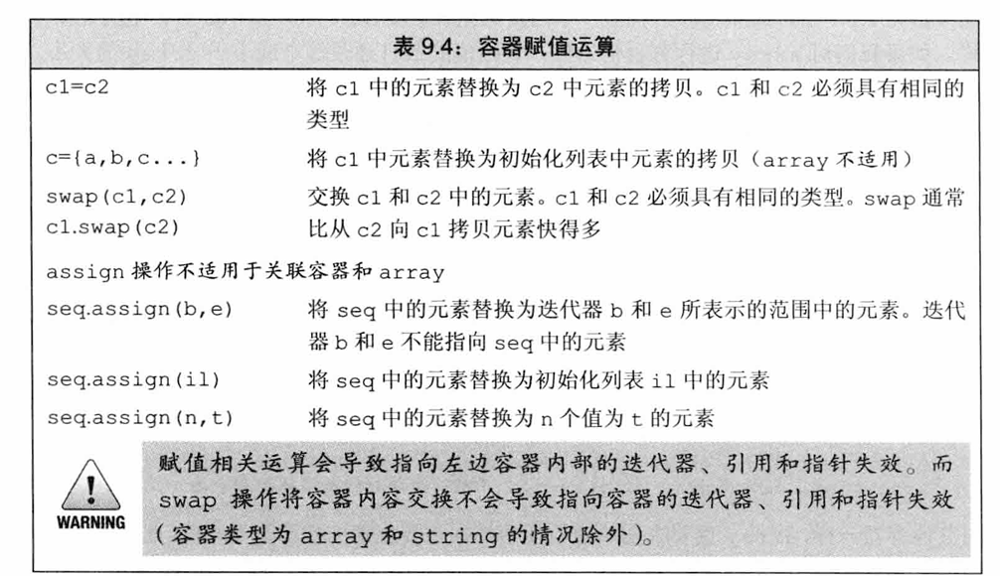 表 9.4：容器赋值运算
c1=c2 将 c1 中的元素替换为 c2 中元素的拷贝。c1 和 c2 必须具有相同的
类型
c={a,b,c...} 将 c1 中元素替换为初始化列表中元素的拷贝（array 不适用）
swap(c1,c2) 交换 c1 和 c2 中的元素。c1 和 c2 必须具有相同的类型。swap 通常
c1.swap(c2) 比从 c2 向 c1 拷贝元素快得多
assign 操作不适用于关联容器和 array
seq.assign(b,e) 将 seq 中的元素替换为迭代器 b 和 e 所表示的范围中的元素。迭代
器 b 和 e 不能指向 seq 中的元素
seq.assign(il) 将 seq 中的元素替换为初始化列表 il 中的元素
seq.assign(n,t) 将 seq 中的元素替换为 n 个值为 t 的元素
赋值相关运算会导致指向左边容器内部的迭代器、引用和指针失效。而
swap 操作将容器内容交换不会导致指向容器的迭代器、引用和指针失效
（容器类型为 array 和 string 的情况除外）。
!
WARNING